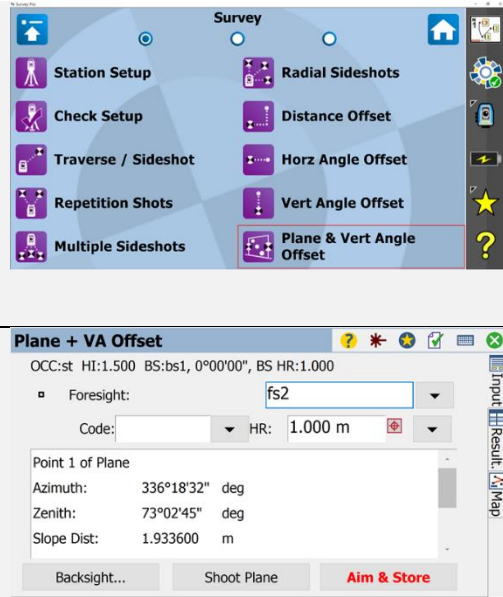 Survey Pro
Survey
Station Setup
Radial Sideshots
Check Setup
Distance Offset
Traverse / Sideshot
Horz Angle Offset
Repetition Shots
Vert Angle Offset
Multiple Sideshots
Plane & Vert Angle
Offset
?
Plane + VA Offset
?
OCC:st HI:1.500 BS:bs1, 0°00'00", BS HR:1.000
Foresight: fs2
Code: HR: 1.000 m
Point 1 of Plane
Azimuth: 336°18'32" deg
Zenith: 73°02'45" deg
Slope Dist: 1.933600 m
Backsight... Shoot Plane Aim & Store
Input
Result.
Map